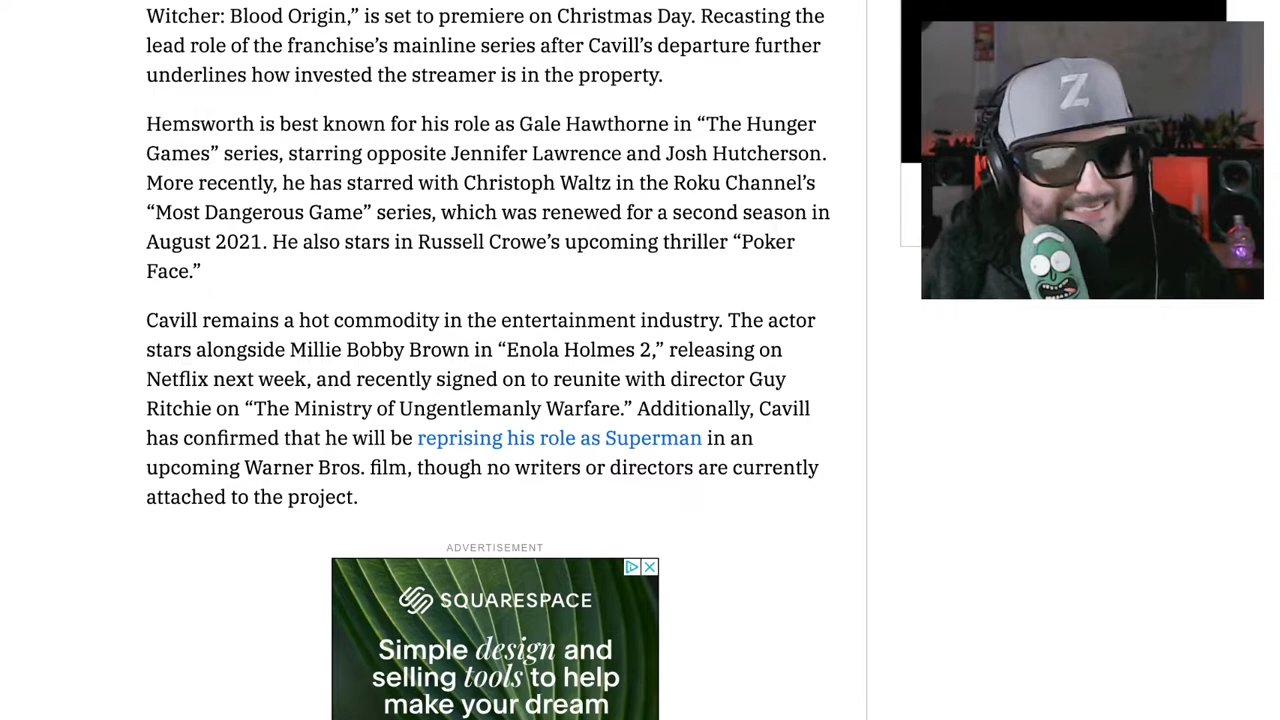 Witcher: Blood Origin,” is set to premiere on Christmas Day. Recasting the
lead role of the franchise’s mainline series after Cavill’s departure further
underlines how invested the streamer is in the property.
Hemsworth is best known for his role as Gale Hawthorne in “The Hunger
Games” series, starring opposite Jennifer Lawrence and Josh Hutcherson.
More recently, he has starred with Christoph Waltz in the Roku Channel’s
“Most Dangerous Game” series, which was renewed for a second season in
August 2021. He also stars in Russell Crowe’s upcoming thriller “Poker
Face.”
Cavill remains a hot commodity in the entertainment industry. The actor
stars alongside Millie Bobby Brown in “Enola Holmes 2,” releasing on
Netflix next week, and recently signed on to reunite with director Guy
Ritchie on “The Ministry of Ungentlemanly Warfare.” Additionally, Cavill
has confirmed that he will be reprising his role as Superman in an
upcoming Warner Bros. film, though no writers or directors are currently
attached to the project.
ADVERTISEMENT
SQUARESPACE
Simple design and
selling tools to help
make your dream
Z